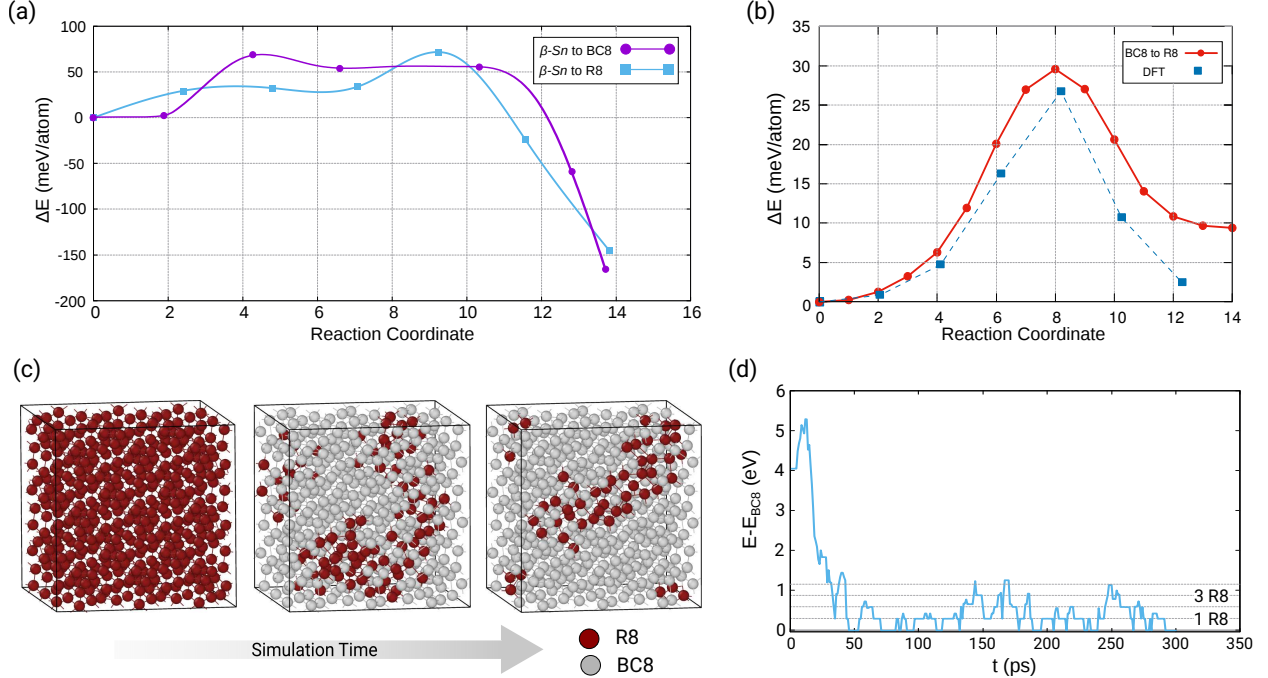 (a)
100
50
0
-50
-100
-150
-200
ΔE (meV/atom)
β-Sn to BC8
β-Sn to R8
0 2 4 6 8 10 12 14 16
Reaction Coordinate
(b)
35
30
25
20
15
10
5
0
ΔE (meV/atom)
BC8 to R8
DFT
0 2 4 6 8 10 12 14
Reaction Coordinate
(c)
Simulation Time
R8
BC8
(d)
6
5
4
3
2
1
0
E-E_BC8 (eV)
3 R8
1 R8
0 50 100 150 200 250 300 350
t (ps)